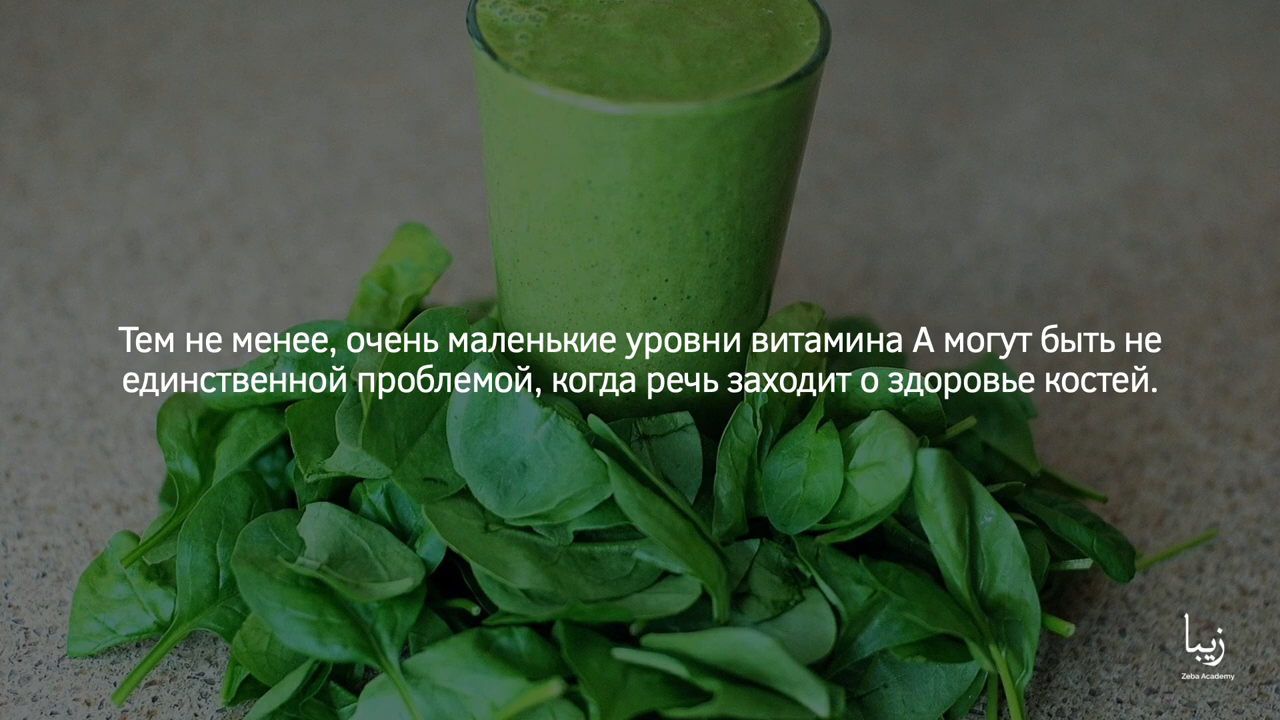 Тем не менее, очень маленькие уровни витамина А могут быть не
единственной проблемой, когда речь заходит о здоровье костей.
زيبا
Zeba Academy